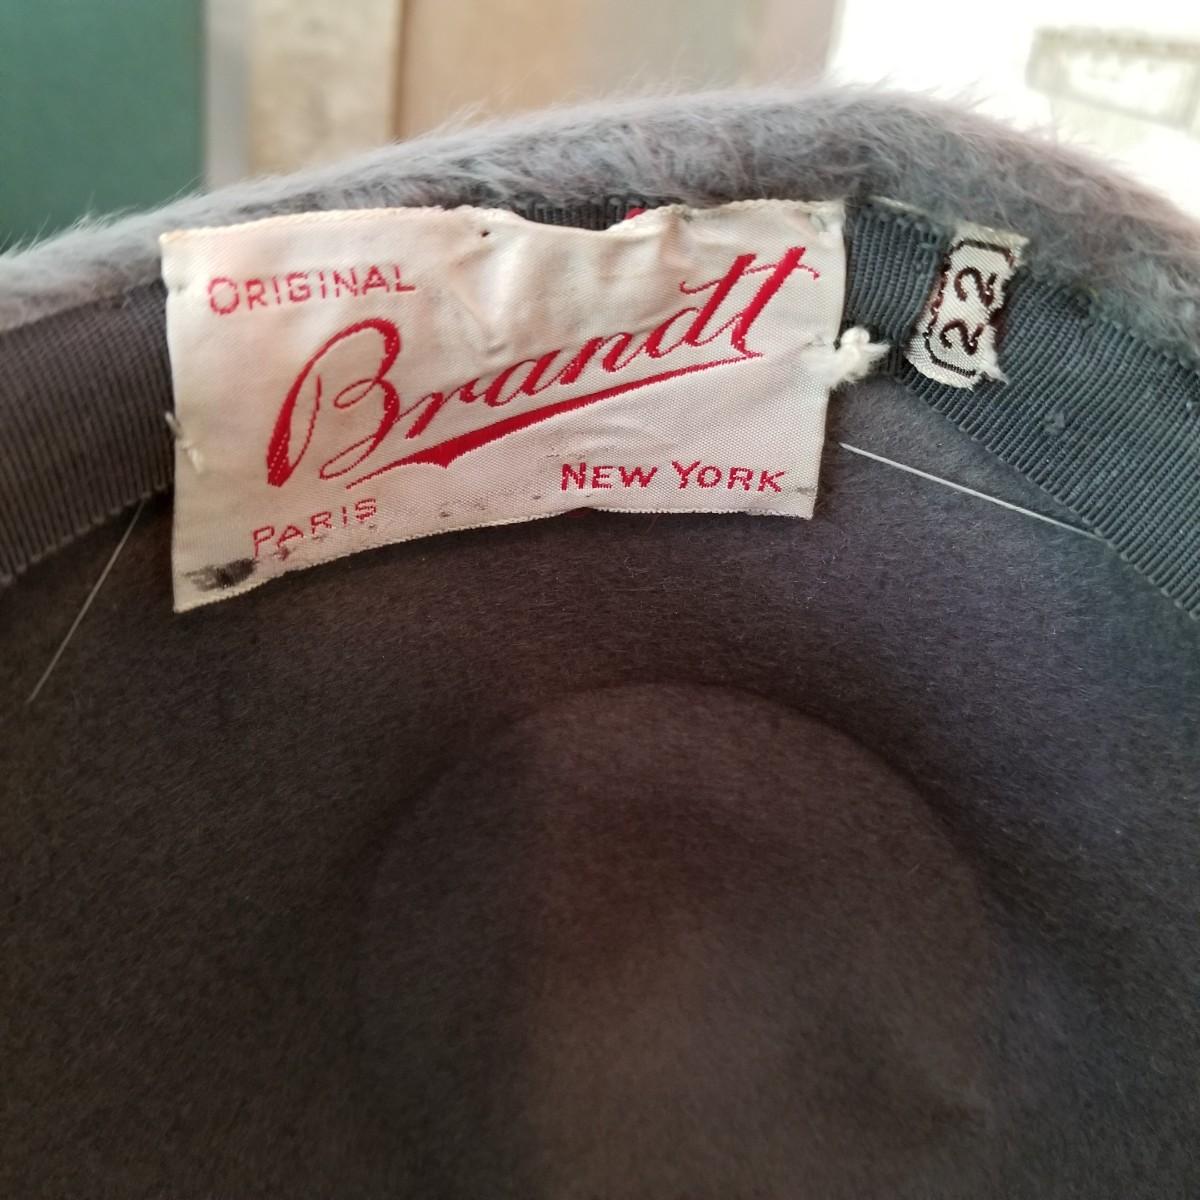 ORIGINAL
Brandt
PARIS
NEW YORK
22